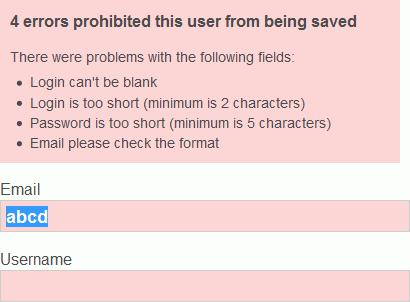 4 errors prohibited this user from being saved
There were problems with the following fields:
Login can't be blank
Login is too short (minimum is 2 characters)
Password is too short (minimum is 5 characters)
Email please check the format
Email
abcd
Username